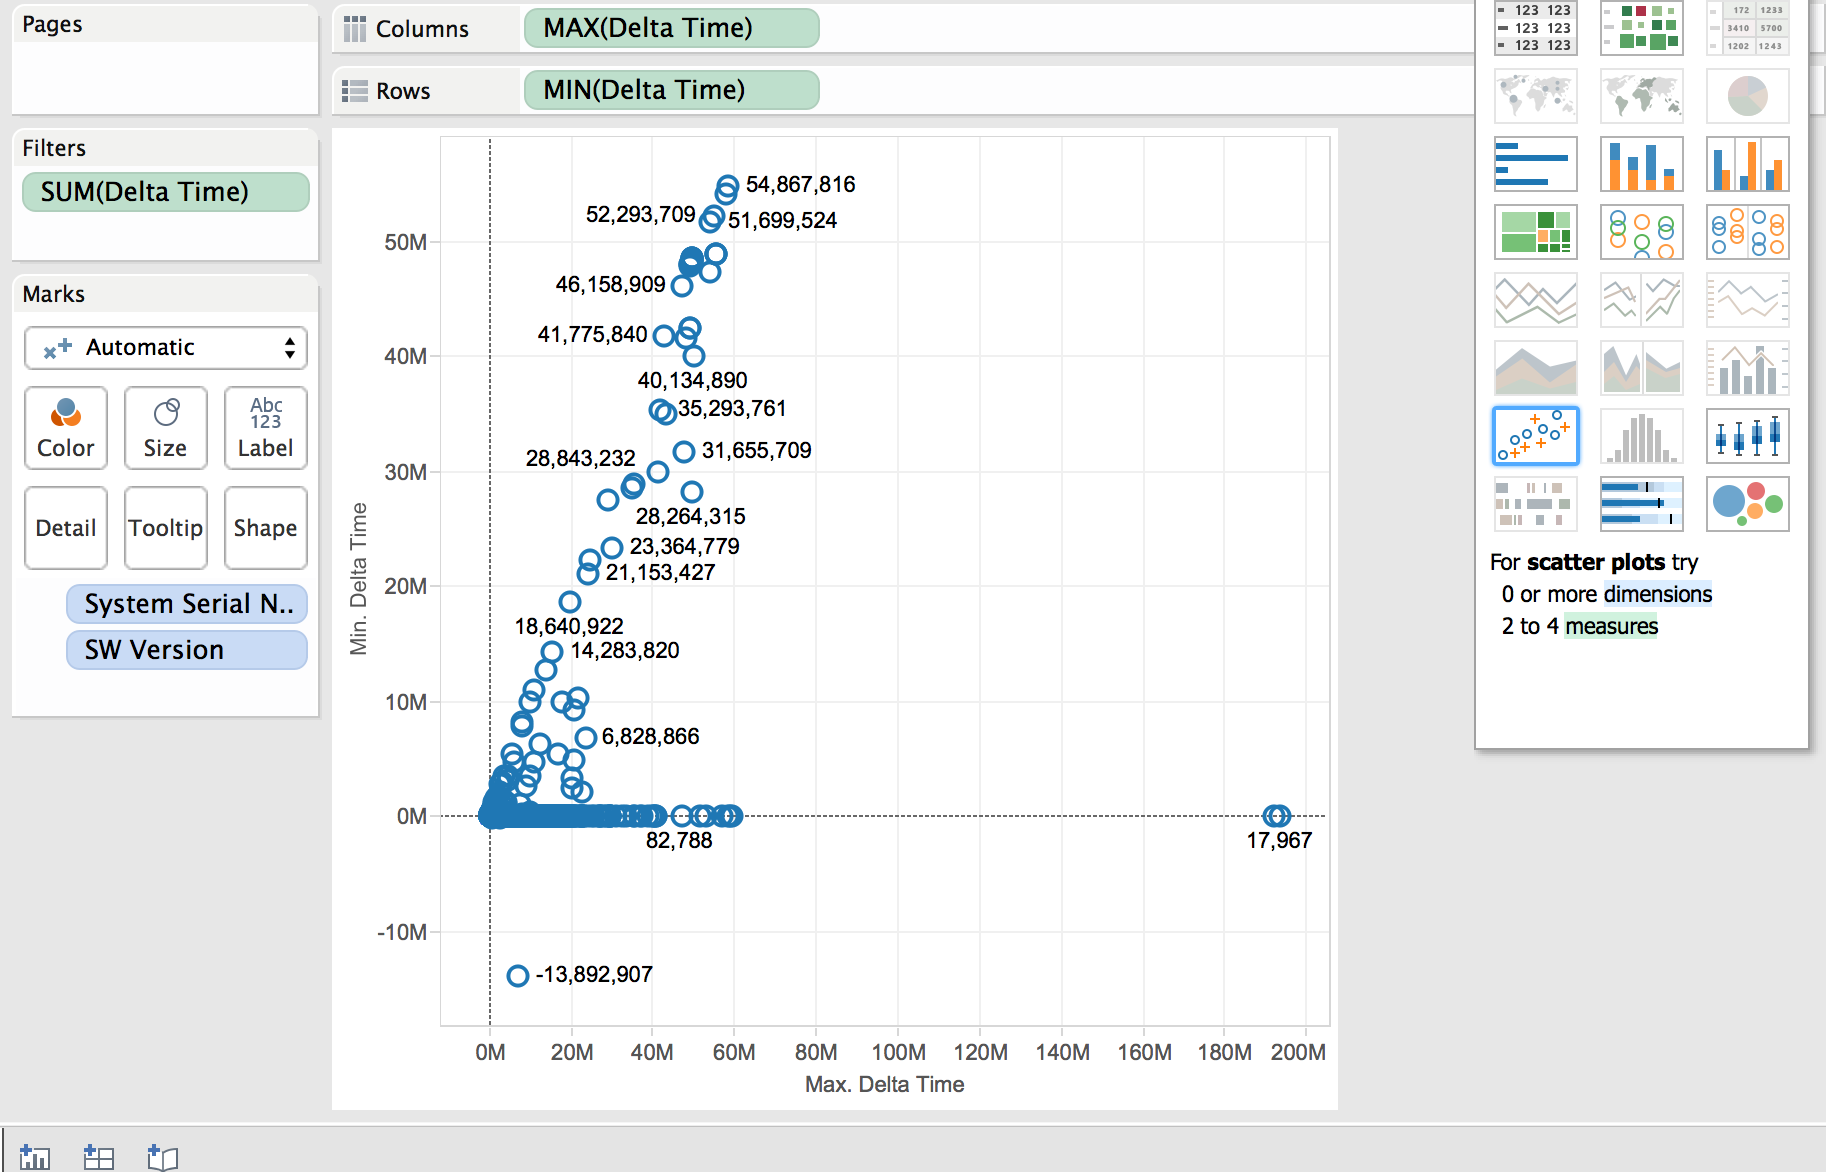 Pages
Columns
MAX(Delta Time)
Rows
MIN(Delta Time)
Filters
SUM(Delta Time)
Marks
Automatic
Color
Size
Abc
123
Label
Detail
Tooltip
Shape
System Serial N..
SW Version
54,867,816
52,293,709
51,699,524
50M
46,158,909
41,775,840
40M
40,134,890
35,293,761
31,655,709
28,843,232
30M
28,264,315
23,364,779
21,153,427
20M
18,640,922
14,283,820
10M
6,828,866
0M
82,788
17,967
-10M
-13,892,907
Min. Delta Time
0M 20M 40M 60M 80M 100M 120M 140M 160M 180M 200M
Max. Delta Time
123 123
123 123
123 123
172 1233
3410 5700
1202 1243
For scatter plots try
0 or more dimensions
2 to 4 measures